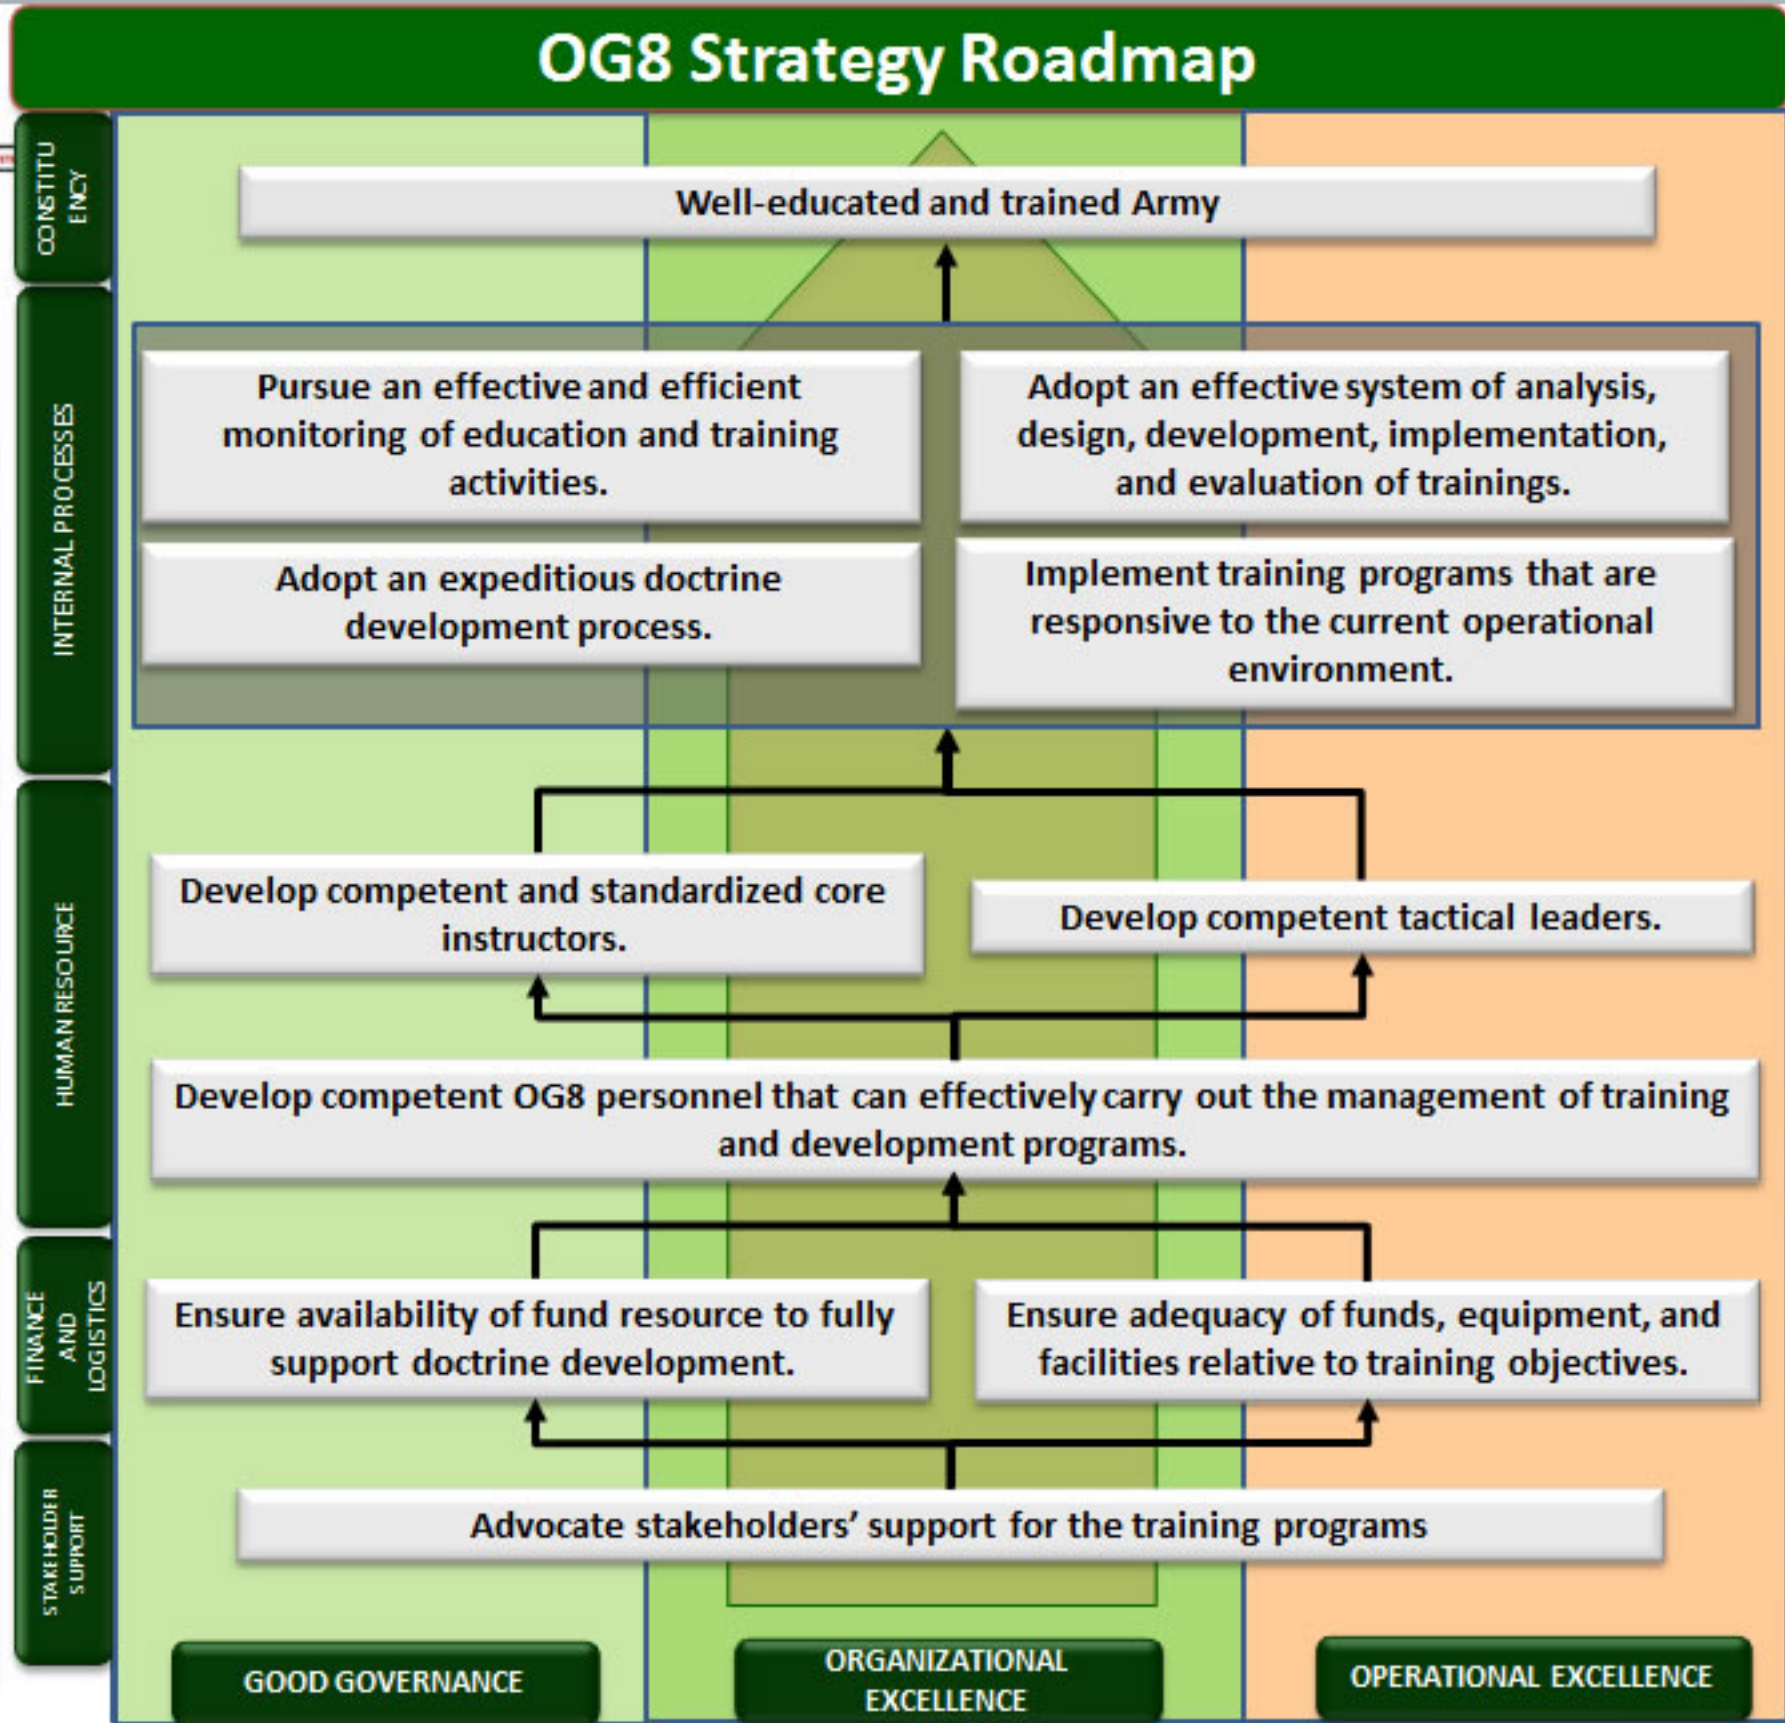 OG8 Strategy Roadmap
CONSTITU
ENCY
Well-educated and trained Army
INTERNAL PROCESSES
Pursue an effective and efficient
monitoring of education and training
activities.
Adopt an effective system of analysis,
design, development, implementation,
and evaluation of trainings.
Adopt an expeditious doctrine
development process.
Implement training programs that are
responsive to the current operational
environment.
HUMAN RESOURCE
Develop competent and standardized core
instructors.
Develop competent tactical leaders.
Develop competent OG8 personnel that can effectively carry out the management of training
and development programs.
FINANCE
AND
LOGISTICS
Ensure availability of fund resource to fully
support doctrine development.
Ensure adequacy of funds, equipment, and
facilities relative to training objectives.
STAKEHOLDER
SUPPORT
Advocate stakeholders’ support for the training programs
GOOD GOVERNANCE
ORGANIZATIONAL
EXCELLENCE
OPERATIONAL EXCELLENCE